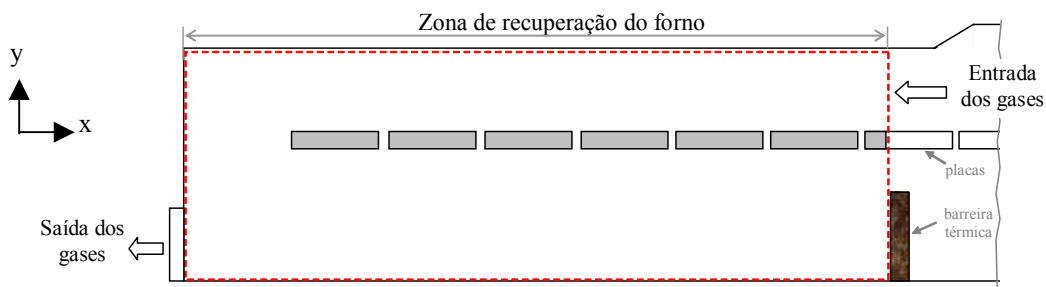 Zona de recuperação do forno
y
x
Entrada
dos gases
placas
barreira
térmica
Saída dos
gases